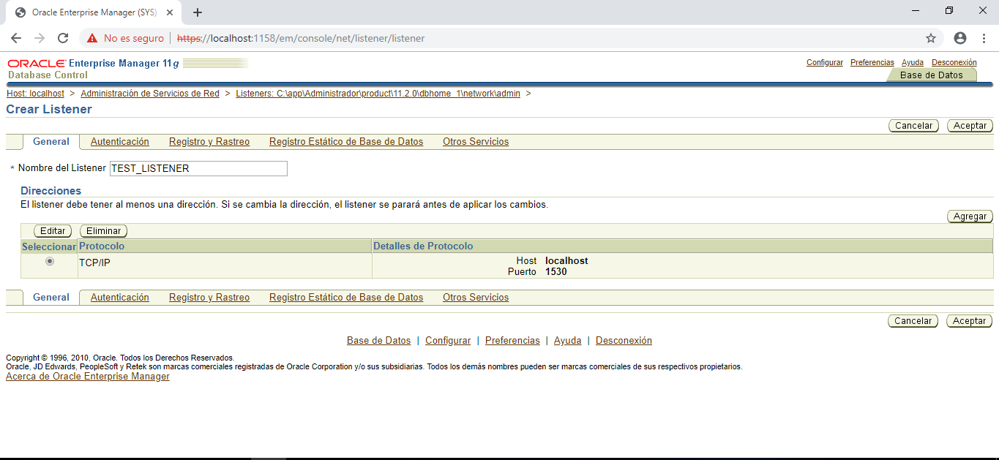 Oracle Enterprise Manager (SYS)
No es seguro https://localhost:1158/em/console/net/listener/listener
ORACLE Enterprise Manager 11g
Database Control
Configurar Preferencias Ayuda Desconexión
Base de Datos
Host: localhost > Administración de Servicios de Red > Listeners: C:\app\Administrador\product\11.2.0\dbhome_1\network\admin >
Crear Listener
Cancelar Aceptar
General Autenticación Registro y Rastreo Registro Estático de Base de Datos Otros Servicios
* Nombre del Listener TEST_LISTENER
Direcciones
El listener debe tener al menos una dirección. Si se cambia la dirección, el listener se parará antes de aplicar los cambios.
Agregar
Editar Eliminar
Seleccionar Protocolo Detalles de Protocolo
TCP/IP Host localhost
Puerto 1530
General Autenticación Registro y Rastreo Registro Estático de Base de Datos Otros Servicios
Cancelar Aceptar
Base de Datos | Configurar | Preferencias | Ayuda | Desconexión
Copyright © 1996, 2010, Oracle. Todos los Derechos Reservados.
Oracle, JD Edwards, PeopleSoft y Retek son marcas comerciales registradas de Oracle Corporation y/o sus subsidiarias. Todos los demás nombres pueden ser marcas comerciales de sus respectivos propietarios.
Acerca de Oracle Enterprise Manager